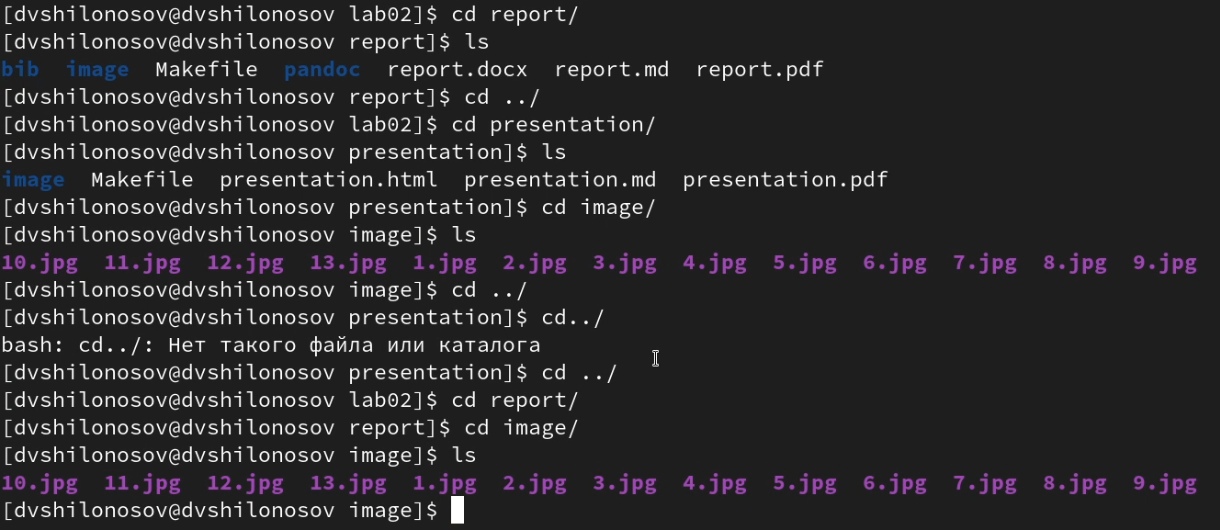 [dvshilonosov@dvshilonosov lab02]$ cd report/
[dvshilonosov@dvshilonosov report]$ ls
bib  image  Makefile  pandoc  report.docx  report.md  report.pdf
[dvshilonosov@dvshilonosov report]$ cd ../
[dvshilonosov@dvshilonosov lab02]$ cd presentation/
[dvshilonosov@dvshilonosov presentation]$ ls
image  Makefile  presentation.html  presentation.md  presentation.pdf
[dvshilonosov@dvshilonosov presentation]$ cd image/
[dvshilonosov@dvshilonosov image]$ ls
10.jpg  11.jpg  12.jpg  13.jpg  1.jpg  2.jpg  3.jpg  4.jpg  5.jpg  6.jpg  7.jpg  8.jpg  9.jpg
[dvshilonosov@dvshilonosov image]$ cd ../
[dvshilonosov@dvshilonosov presentation]$ cd../
bash: cd../: Нет такого файла или каталога
[dvshilonosov@dvshilonosov presentation]$ cd ../
[dvshilonosov@dvshilonosov lab02]$ cd report/
[dvshilonosov@dvshilonosov report]$ cd image/
[dvshilonosov@dvshilonosov image]$ ls
10.jpg  11.jpg  12.jpg  13.jpg  1.jpg  2.jpg  3.jpg  4.jpg  5.jpg  6.jpg  7.jpg  8.jpg  9.jpg
[dvshilonosov@dvshilonosov image]$